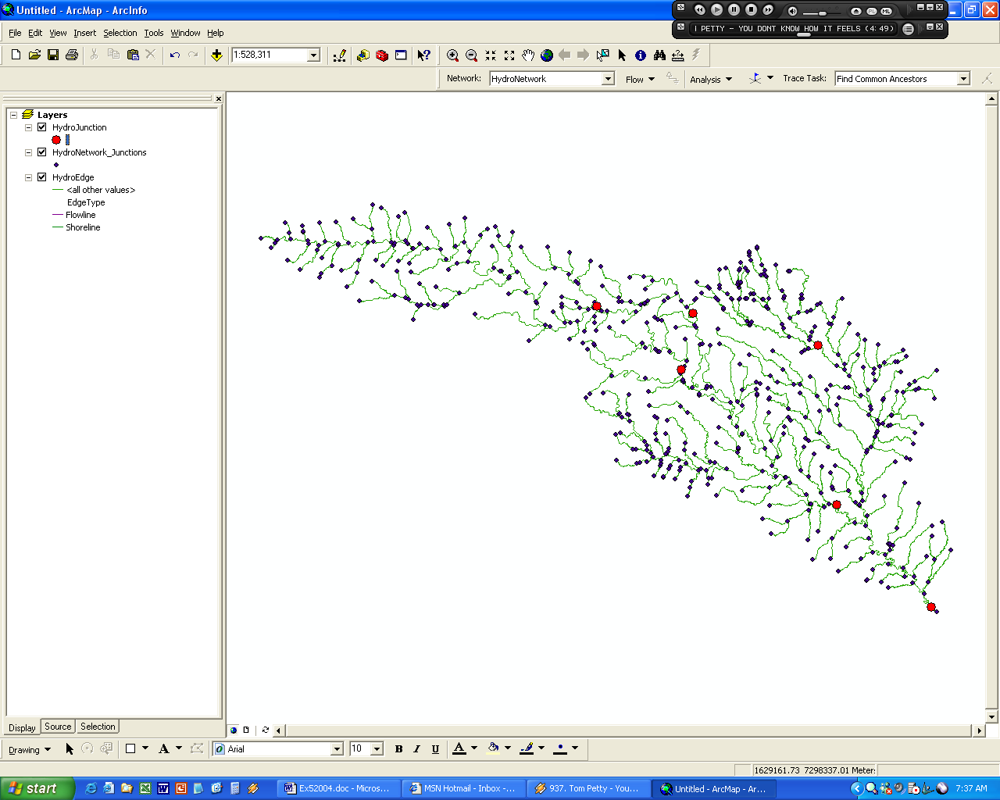 Untitled - ArcMap - ArcInfo
PL ML
I PETTY - YOU DONT KNOW HOW IT FEELS (4:49)
File Edit View Insert Selection Tools Window Help
1:528,311
Network: HydroNetwork Flow Analysis Trace Task: Find Common Ancestors
Layers
HydroJunction
HydroNetwork_Junctions
HydroEdge
<all other values>
EdgeType
Flowline
Shoreline
Display Source Selection
Drawing A Arial 10 B I U A
1629161.73 7298337.01 Meter:
start Ex52004.doc - Micros... MSN Hotmail - Inbox -... 937. Tom Petty - You... Untitled - ArcMap - Ar... 7:37 AM